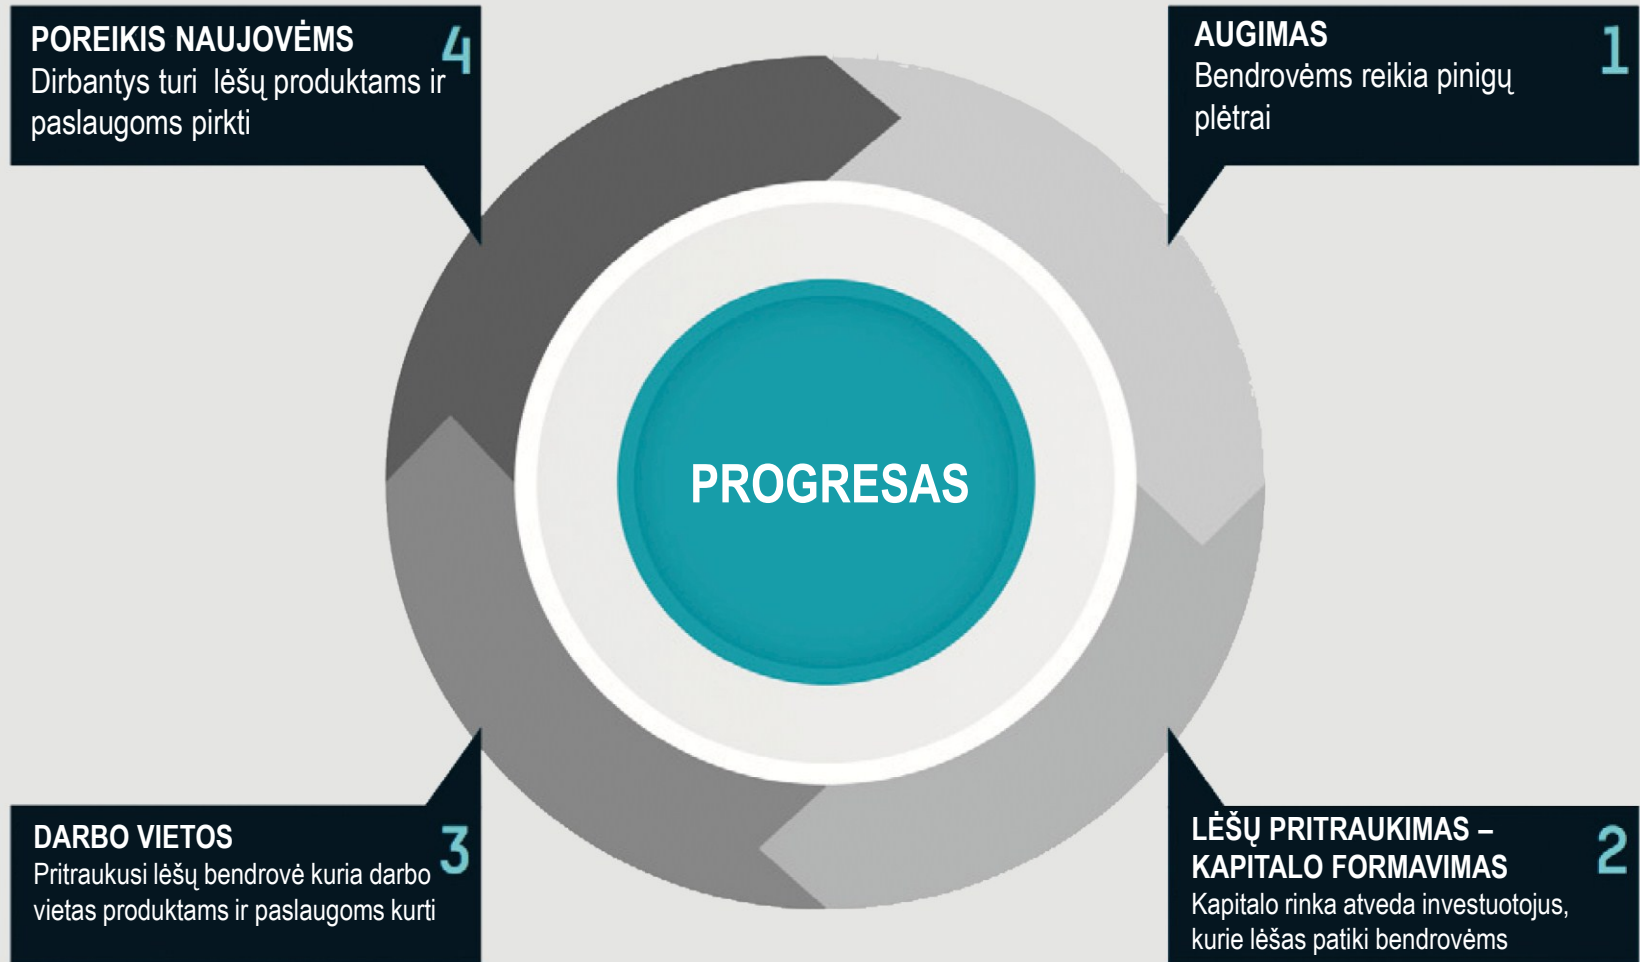 POREIKIS NAUJOVĖMS
4
Dirbantys turi lėšų produktams ir
paslaugoms pirkti
AUGIMAS
1
Bendrovėms reikia pinigų
plėtrai
PROGRESAS
DARBO VIETOS
3
Pritraukusi lėšų bendrovė kuria darbo
vietas produktams ir paslaugoms kurti
LĖŠŲ PRITRAUKIMAS –
KAPITALO FORMAVIMAS
2
Kapitalo rinka atveda investuotojus,
kurie lėšas patiki bendrovėms